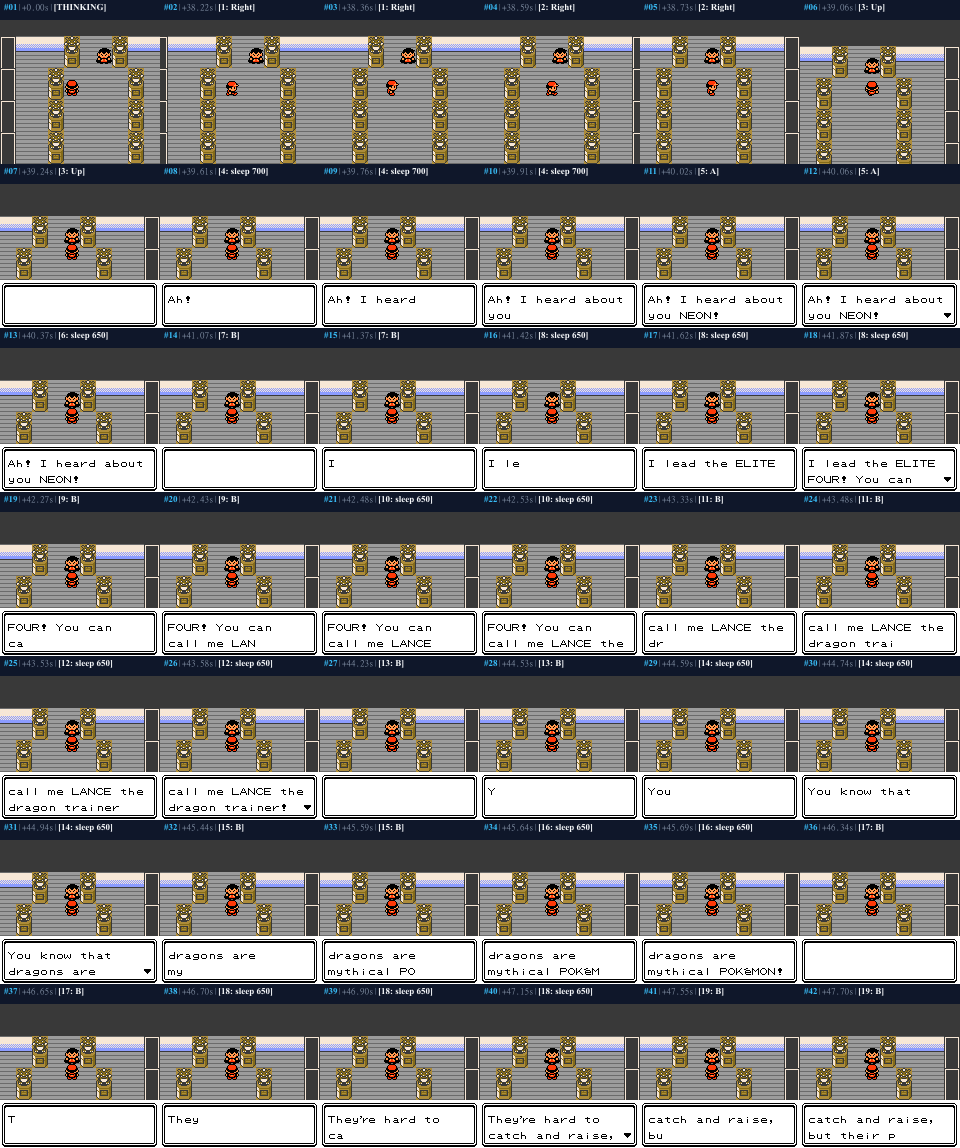 #01|+0.00s|[THINKING]
#02|+38.22s|[1: Right]
#03|+38.36s|[1: Right]
#04|+38.59s|[2: Right]
#05|+38.73s|[2: Right]
#06|+39.06s|[3: Up]
#07|+39.24s|[3: Up]
#08|+39.61s|[4: sleep 700]
#09|+39.76s|[4: sleep 700]
#10|+39.91s|[4: sleep 700]
#11|+40.02s|[5: A]
#12|+40.06s|[5: A]
Ah!
Ah! I heard
Ah! I heard about
you
Ah! I heard about
you NEON!
Ah! I heard about
you NEON!
#13|+40.37s|[6: sleep 650]
#14|+41.07s|[7: B]
#15|+41.37s|[7: B]
#16|+41.42s|[8: sleep 650]
#17|+41.62s|[8: sleep 650]
#18|+41.87s|[8: sleep 650]
Ah! I heard about
you NEON!
I
I le
I lead the ELITE
I lead the ELITE
FOUR! You can
#19|+42.27s|[9: B]
#20|+42.43s|[9: B]
#21|+42.48s|[10: sleep 650]
#22|+42.53s|[10: sleep 650]
#23|+43.33s|[11: B]
#24|+43.48s|[11: B]
FOUR! You can
ca
FOUR! You can
call me LAN
FOUR! You can
call me LANCE
FOUR! You can
call me LANCE the
call me LANCE the
dr
call me LANCE the
dragon trai
#25|+43.53s|[12: sleep 650]
#26|+43.58s|[12: sleep 650]
#27|+44.23s|[13: B]
#28|+44.53s|[13: B]
#29|+44.59s|[14: sleep 650]
#30|+44.74s|[14: sleep 650]
call me LANCE the
dragon trainer
call me LANCE the
dragon trainer!
Y
You
You know that
#31|+44.94s|[14: sleep 650]
#32|+45.44s|[15: B]
#33|+45.59s|[15: B]
#34|+45.64s|[16: sleep 650]
#35|+45.69s|[16: sleep 650]
#36|+46.34s|[17: B]
You know that
dragons are
dragons are
my
dragons are
mythical PO
dragons are
mythical POKéM
dragons are
mythical POKéMON!
#37|+46.65s|[17: B]
#38|+46.70s|[18: sleep 650]
#39|+46.90s|[18: sleep 650]
#40|+47.15s|[18: sleep 650]
#41|+47.55s|[19: B]
#42|+47.70s|[19: B]
T
They
They're hard to
ca
They're hard to
catch and raise,
catch and raise,
bu
catch and raise,
but their p